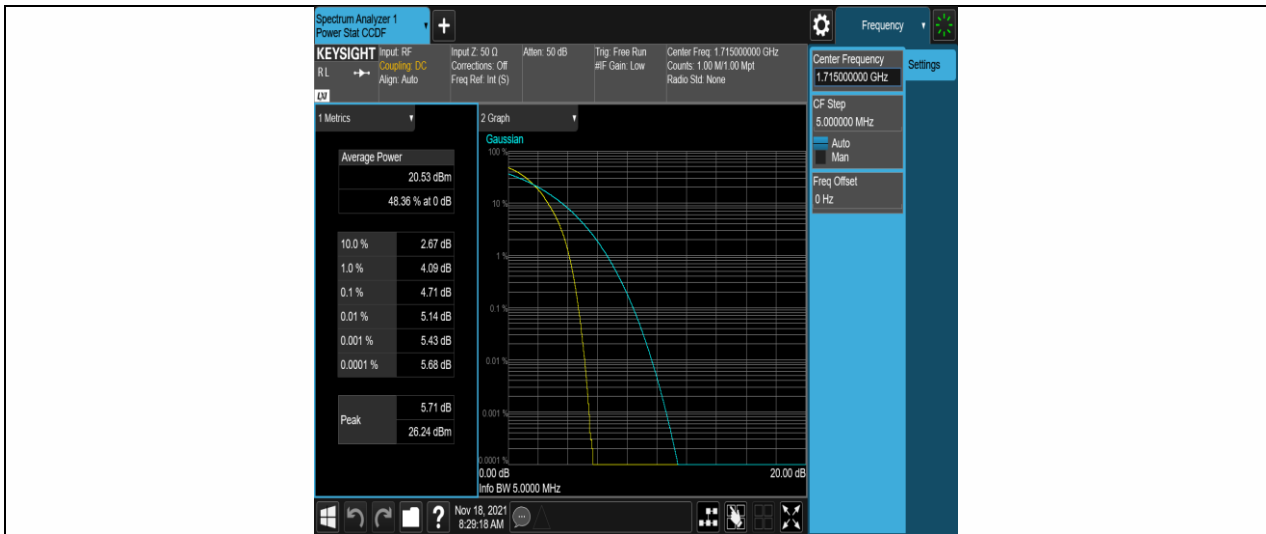 Spectrum Analyzer 1
Power Stat CCDF
Frequency
KEYSIGHT
RL
LXI
Input: RF
Coupling: DC
Align: Auto
Input Z: 50 Ω
Corrections: Off
Freq Ref: Int (S)
Atten: 50 dB
Trig: Free Run
#IF Gain: Low
Center Freq: 1.715000000 GHz
Counts: 1.00 M/1.00 Mpt
Radio Std: None
1 Metrics
Average Power
20.53 dBm
48.36 % at 0 dB
10.0 % 2.67 dB
1.0 % 4.09 dB
0.1 % 4.71 dB
0.01 % 5.14 dB
0.001 % 5.43 dB
0.0001 % 5.68 dB
Peak
5.71 dB
26.24 dBm
2 Graph
Gaussian
100 %
10 %
1 %
0.1 %
0.01 %
0.001 %
0.0001 %
0.00 dB 20.00 dB
Info BW 5.0000 MHz
Center Frequency
1.715000000 GHz
Settings
CF Step
5.000000 MHz
Auto
Man
Freq Offset
0 Hz
?
Nov 18, 2021
8:29:18 AM